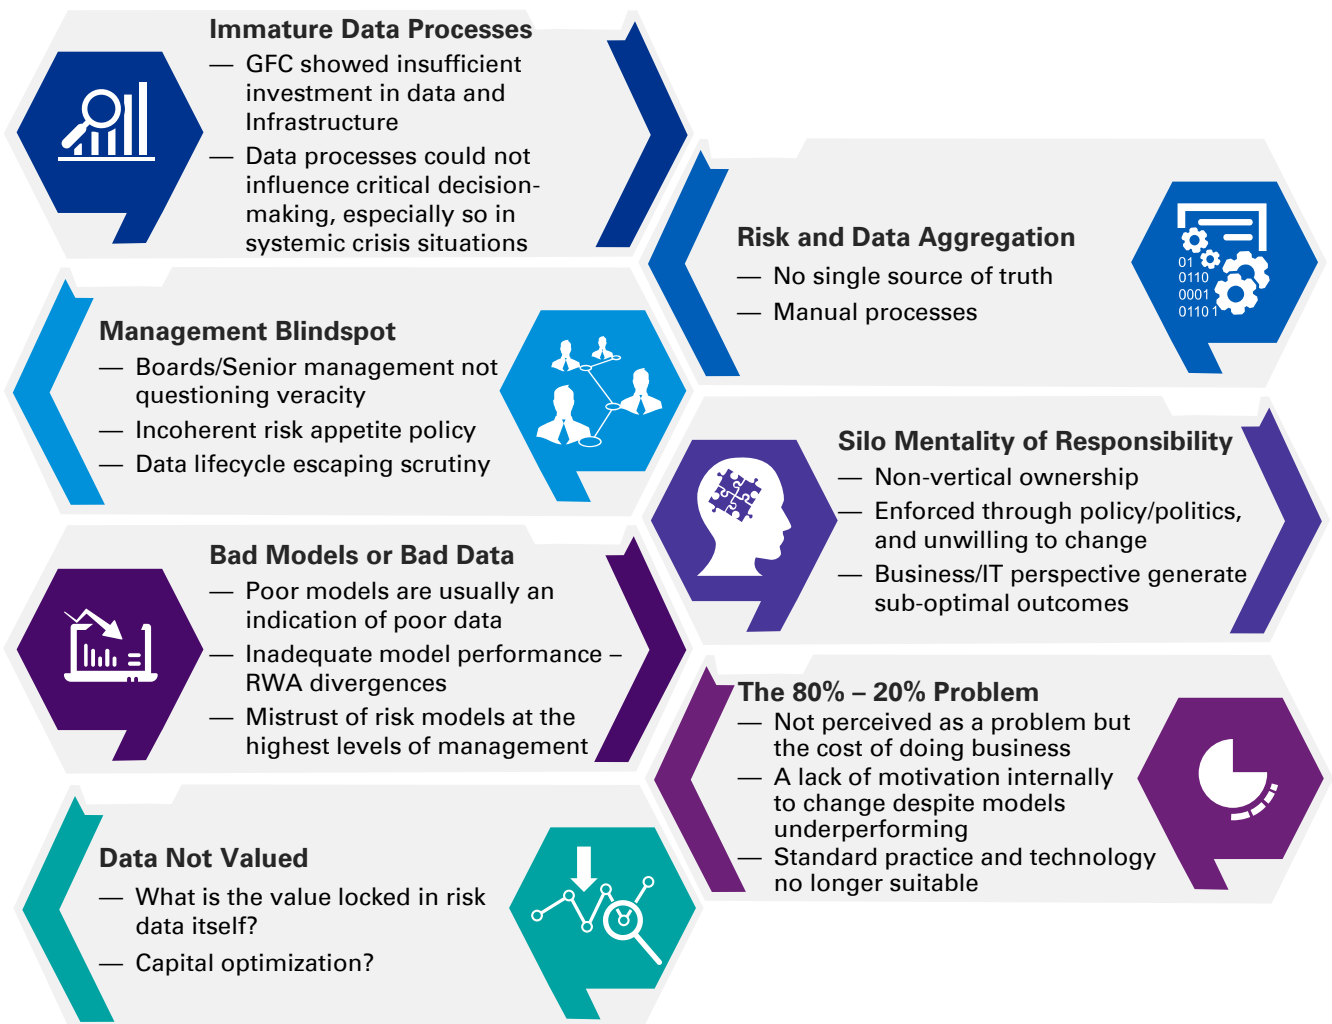 Immature Data Processes
— GFC showed insufficient
investment in data and
Infrastructure
— Data processes could not
influence critical decision-
making, especially so in
systemic crisis situations
Risk and Data Aggregation
— No single source of truth
— Manual processes
01
0110
0001
0110 1
Management Blindspot
— Boards/Senior management not
questioning veracity
— Incoherent risk appetite policy
— Data lifecycle escaping scrutiny
Silo Mentality of Responsibility
— Non-vertical ownership
— Enforced through policy/politics,
and unwilling to change
— Business/IT perspective generate
sub-optimal outcomes
Bad Models or Bad Data
— Poor models are usually an
indication of poor data
— Inadequate model performance –
RWA divergences
— Mistrust of risk models at the
highest levels of management
The 80% – 20% Problem
— Not perceived as a problem but
the cost of doing business
— A lack of motivation internally
to change despite models
underperforming
— Standard practice and technology
no longer suitable
Data Not Valued
— What is the value locked in risk
data itself?
— Capital optimization?